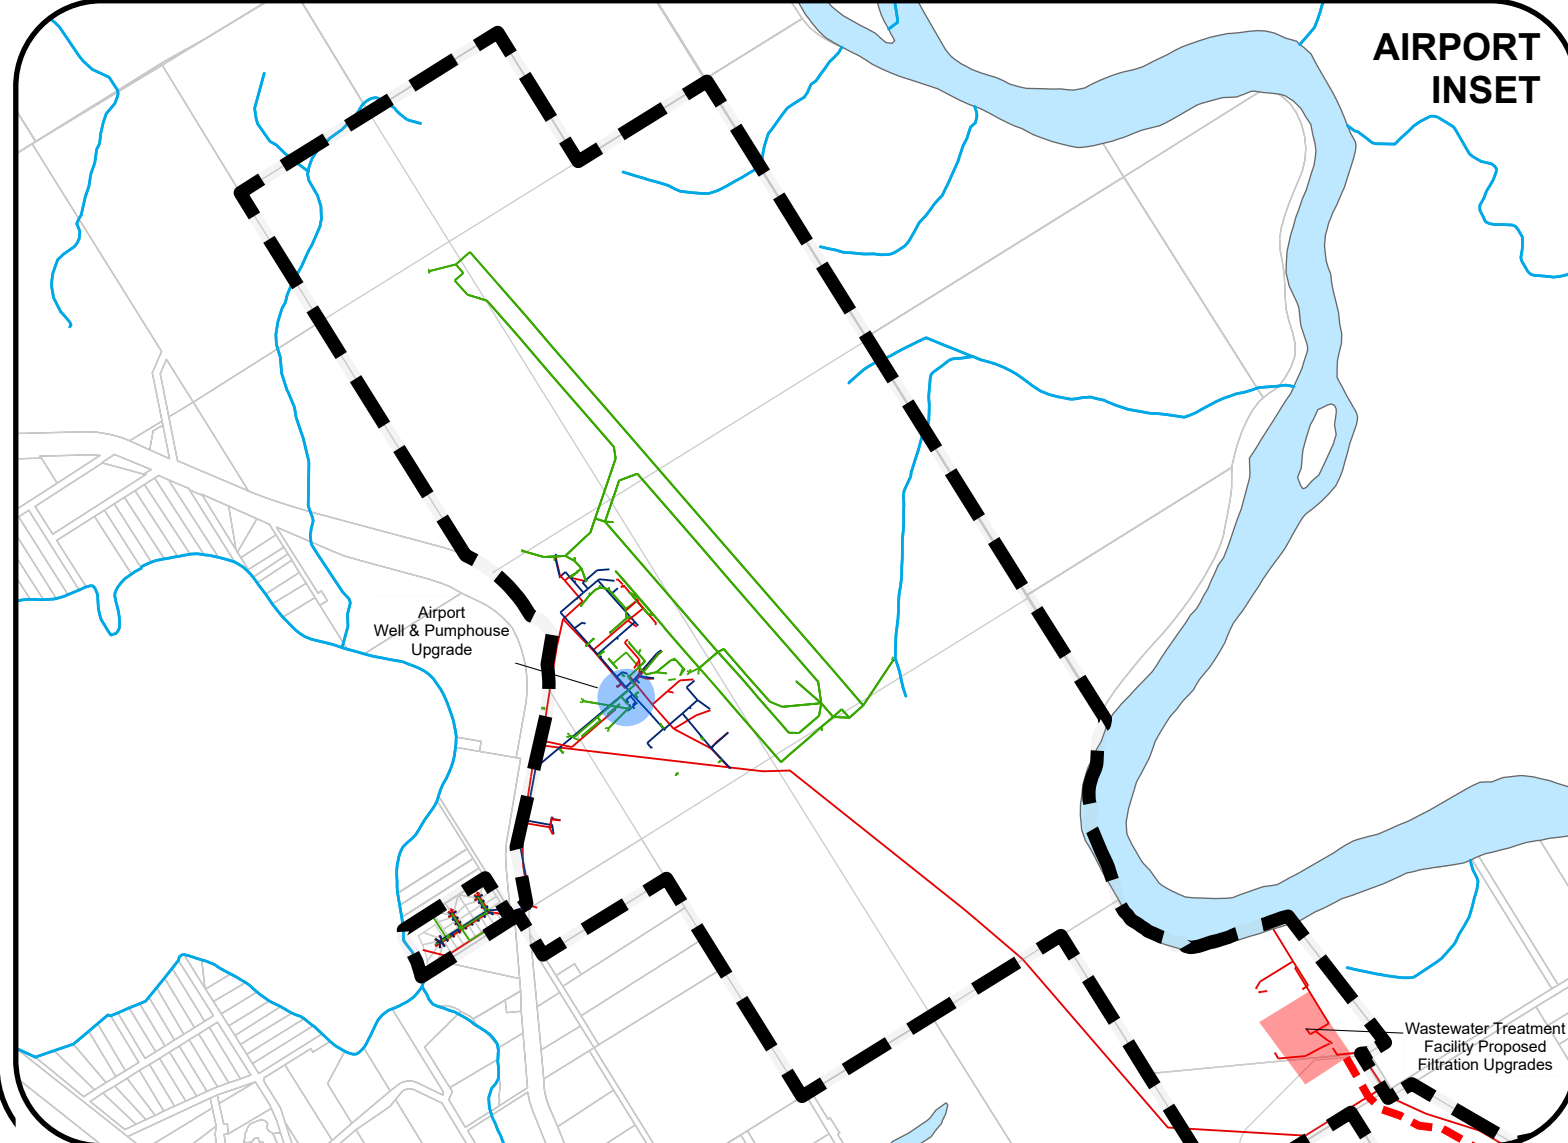 AIRPORT
INSET
Airport
Well & Pumphouse
Upgrade
Wastewater Treatment
Facility Proposed
Filtration Upgrades